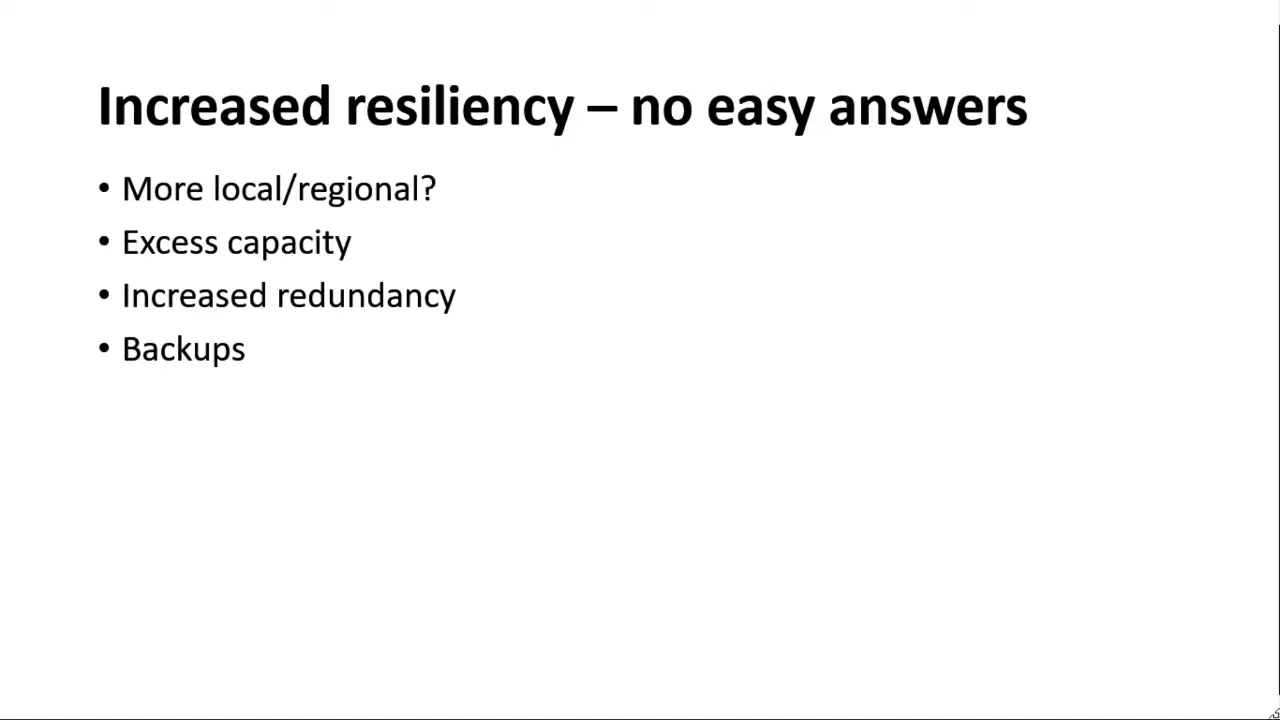 Increased resiliency – no easy answers
• More local/regional?
• Excess capacity
• Increased redundancy
• Backups